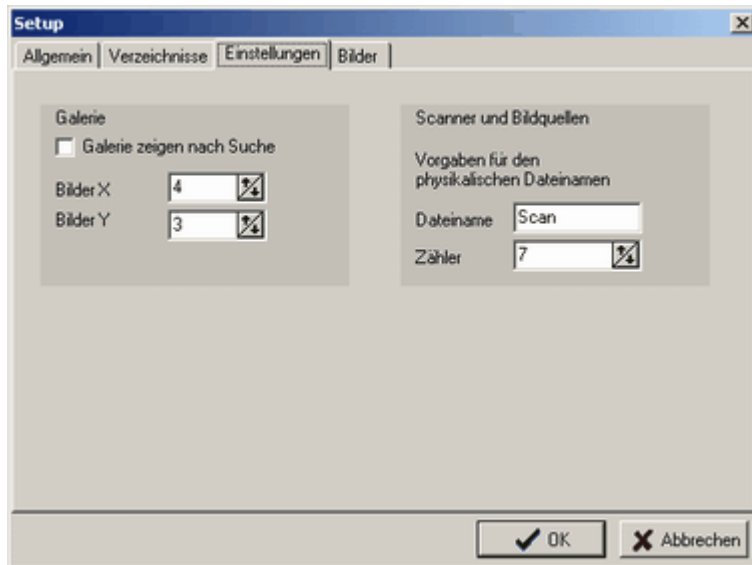 Setup
Allgemein Verzeichnisse Einstellungen Bilder
Galerie
Galerie zeigen nach Suche
Bilder X 4
Bilder Y 3
Scanner und Bildquellen
Vorgaben für den
physikalischen Dateinamen
Dateiname Scan
Zähler 7
OK Abbrechen